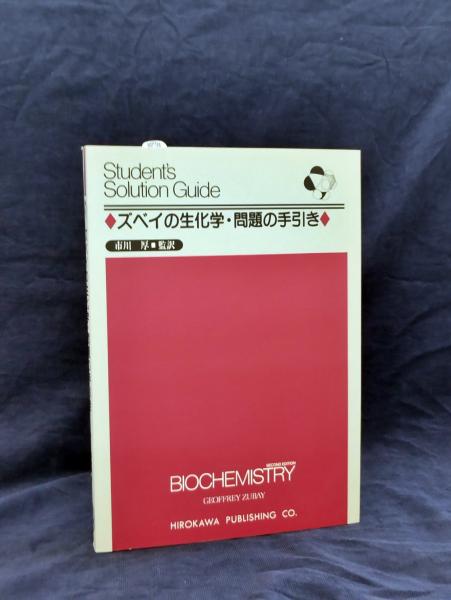 Student's
Solution Guide
◆ズベイの生化学・問題の手引き◆
市川 厚■監訳
SECOND EDITION
BIOCHEMISTRY
GEOFFREY ZUBAY
HIROKAWA PUBLISHING CO.